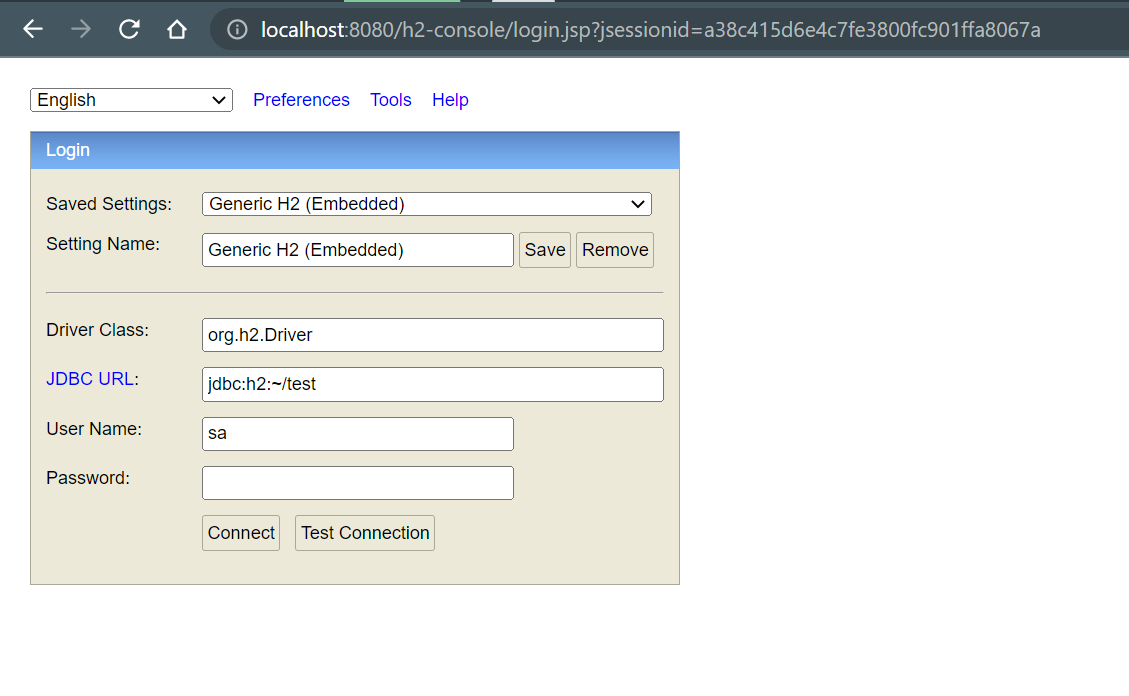 localhost:8080/h2-console/login.jsp?jsessionid=a38c415d6e4c7fe3800fc901ffa8067a
English Preferences Tools Help
Login
Saved Settings: Generic H2 (Embedded)
Setting Name: Generic H2 (Embedded) Save Remove
Driver Class: org.h2.Driver
JDBC URL: jdbc:h2:~/test
User Name: sa
Password:
Connect Test Connection